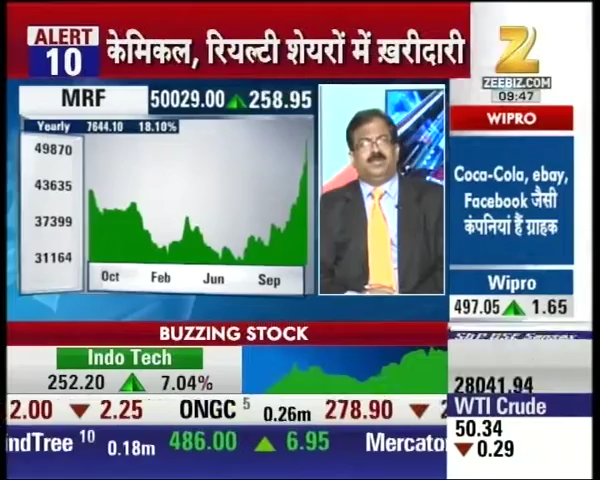 ALERT
10
केमिकल, रियल्टी शेयरों में ख़रीदारी
ZEEBIZ.COM
09:47
MRF 50029.00 258.95
Yearly 7644.10 18.10%
49870
43635
37399
31164
Oct Feb Jun Sep
WIPRO
Coca-Cola, ebay,
Facebook जैसी
कंपनियां हैं ग्राहक
Wipro
497.05 1.65
BUZZING STOCK
Indo Tech
252.20 7.04%
28041.94
WTI Crude
50.34
0.29
2.00 2.25 ONGC 5 0.26m 278.90
indTree 10 0.18m 486.00 6.95 Mercator